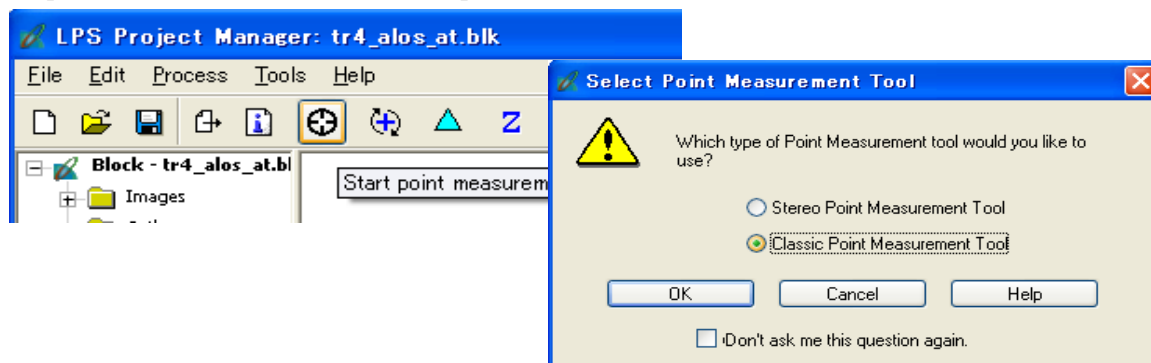 LPS Project Manager: tr4_alos_at.blk
File Edit Process Tools Help
Z
Block - tr4_alos_at.bl
Images
Start point measurem
Select Point Measurement Tool
Which type of Point Measurement tool would you like to
use?
Stereo Point Measurement Tool
Classic Point Measurement Tool
OK Cancel Help
Don't ask me this question again.